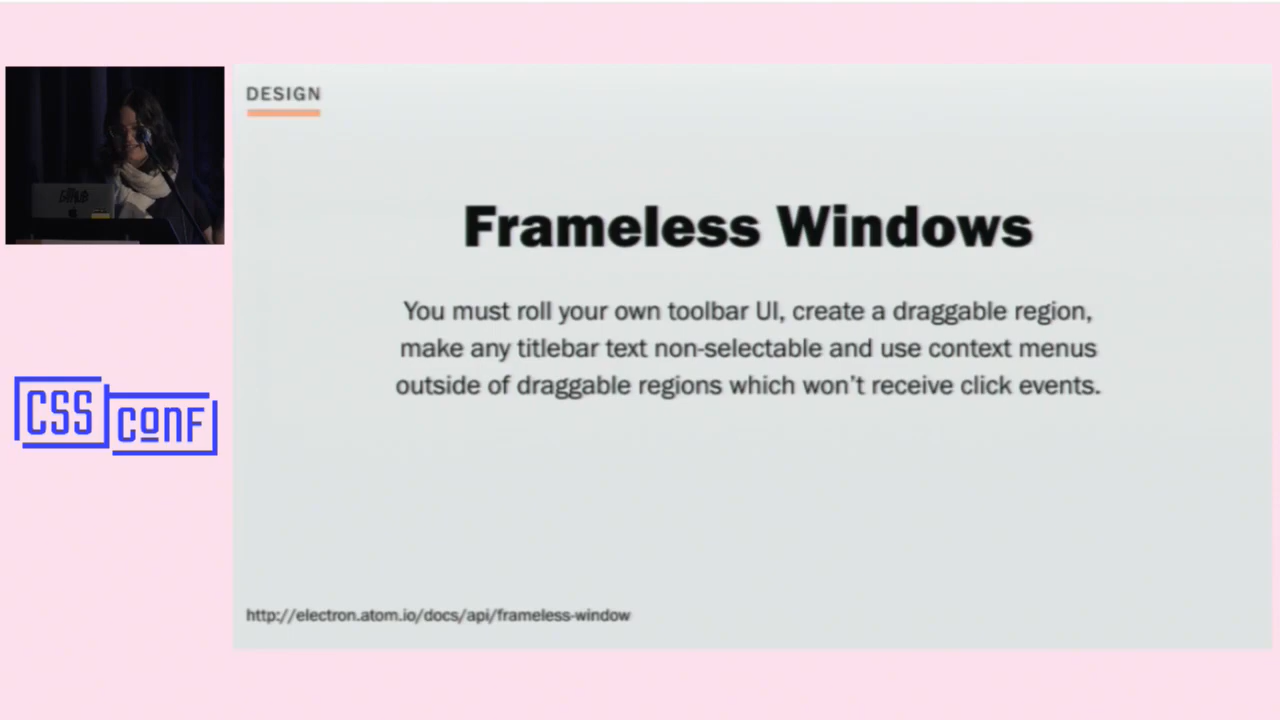 DESIGN
Frameless Windows
You must roll your own toolbar UI, create a draggable region,
make any titlebar text non-selectable and use context menus
outside of draggable regions which won’t receive click events.
http://electron.atom.io/docs/api/frameless-window
GitHub
CSS
CONF